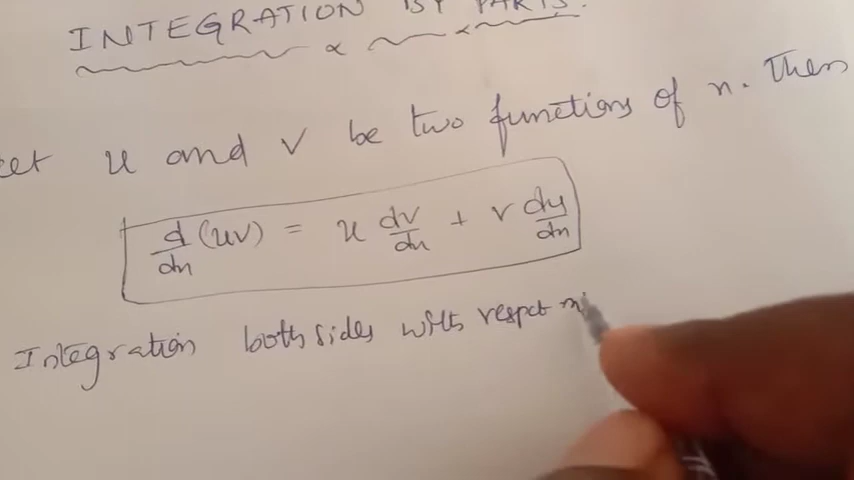 INTEGRATION BY PARTS.
Let u and v be two functions of x. Then
d/dx (uv) = u dv/dx + v du/dx
Integration both sides with respct